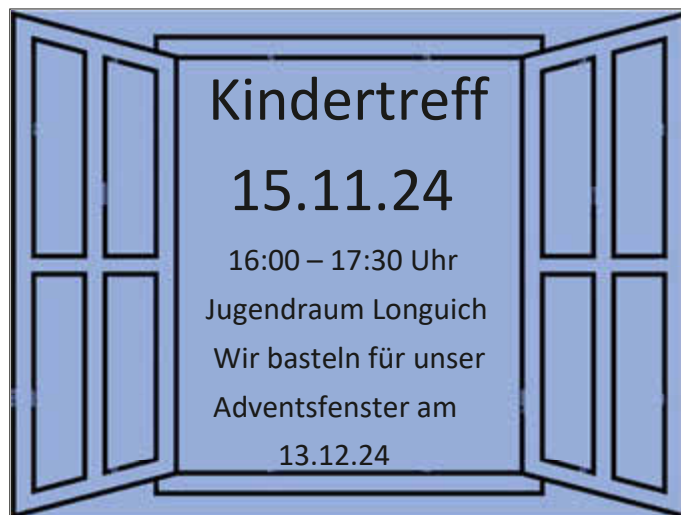 Kindertreff
15.11.24
16:00 – 17:30 Uhr
Jugendraum Longuich
Wir basteln für unser
Adventsfenster am
13.12.24